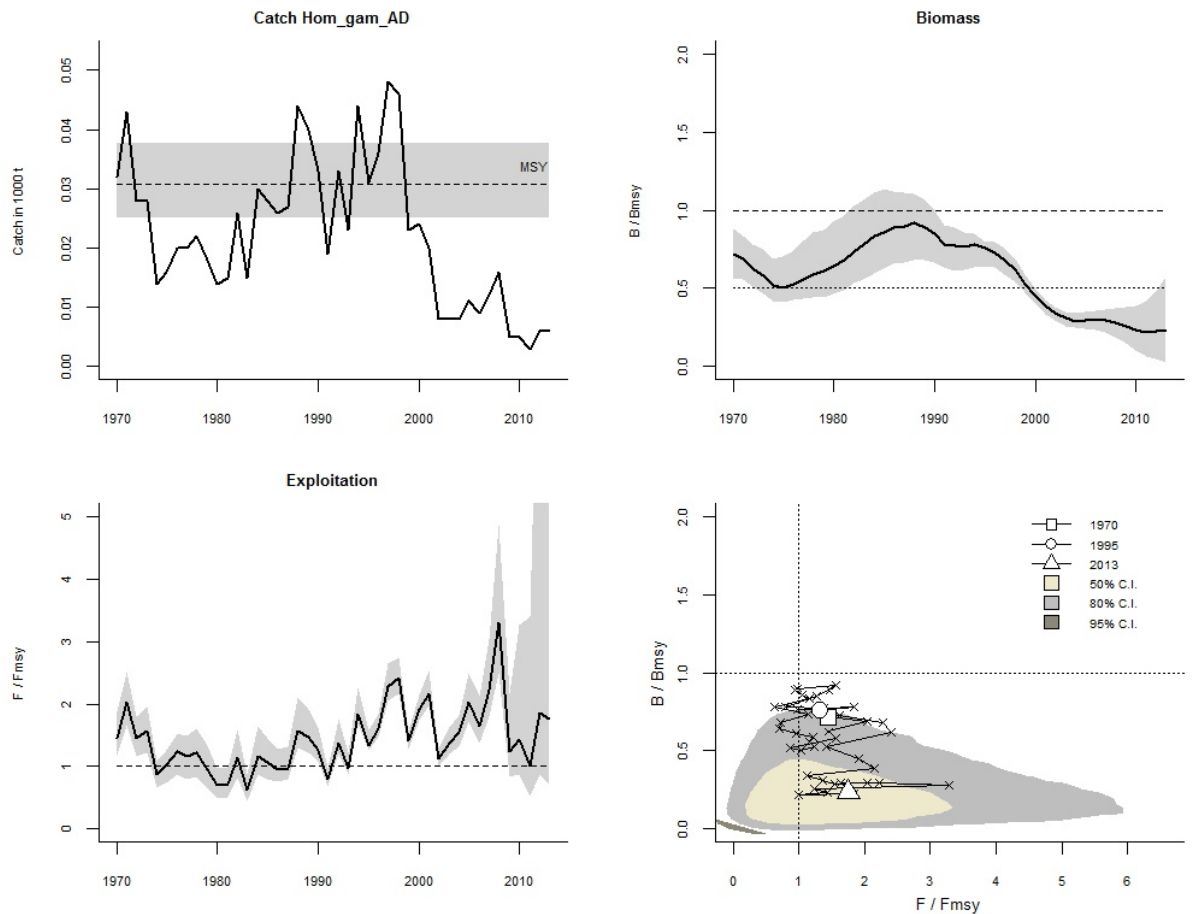 Catch Hom_gam_AD
Catch in 1000 t
0.05
0.04
0.03
0.02
0.01
0.00
MSY
1970 1980 1990 2000 2010
Biomass
B / Bmsy
2.0
1.5
1.0
0.5
0.0
1970 1980 1990 2000 2010
Exploitation
F / Fmsy
5
4
3
2
1
0
1970 1980 1990 2000 2010
B / Bmsy
2.0
1.5
1.0
0.5
0.0
1970
1995
2013
50% C.I.
80% C.I.
95% C.I.
0 1 2 3 4 5 6
F / Fmsy